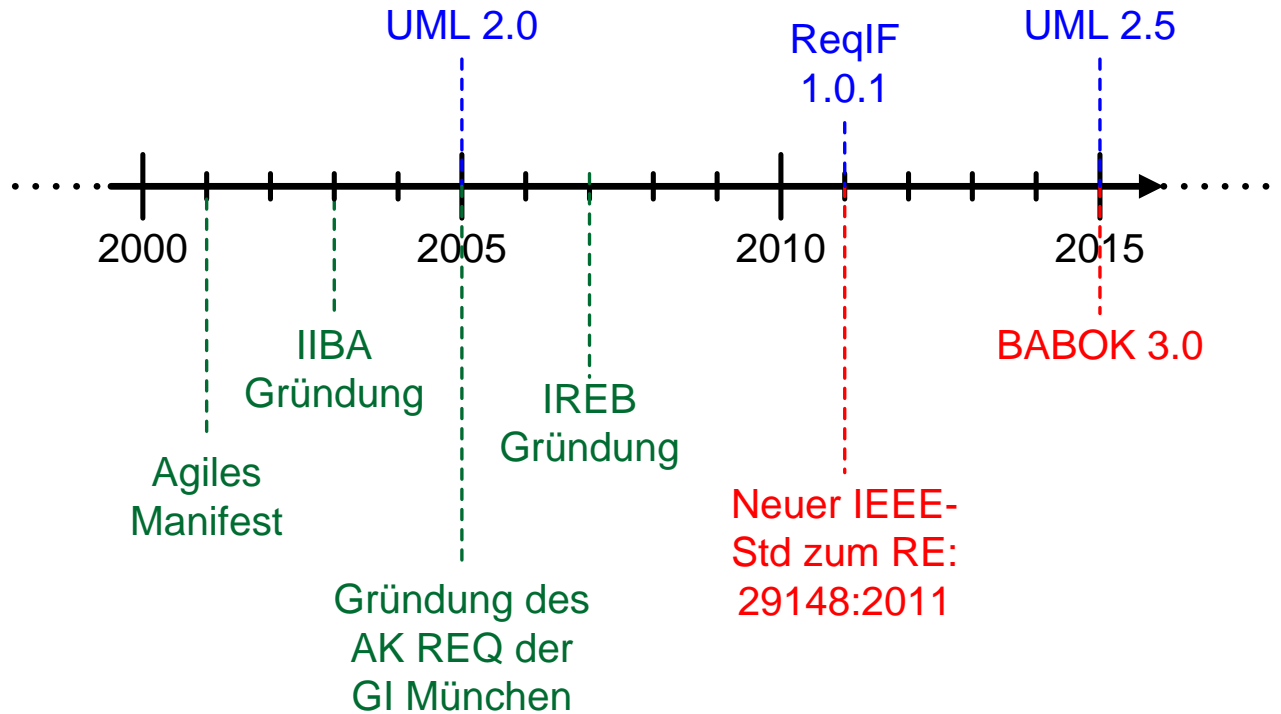 UML 2.0
ReqIF
1.0.1
UML 2.5
2000
2005
2010
2015
IIBA
Gründung
BABOK 3.0
IREB
Gründung
Agiles
Manifest
Neuer IEEE-
Std zum RE:
29148:2011
Gründung des
AK REQ der
GI München